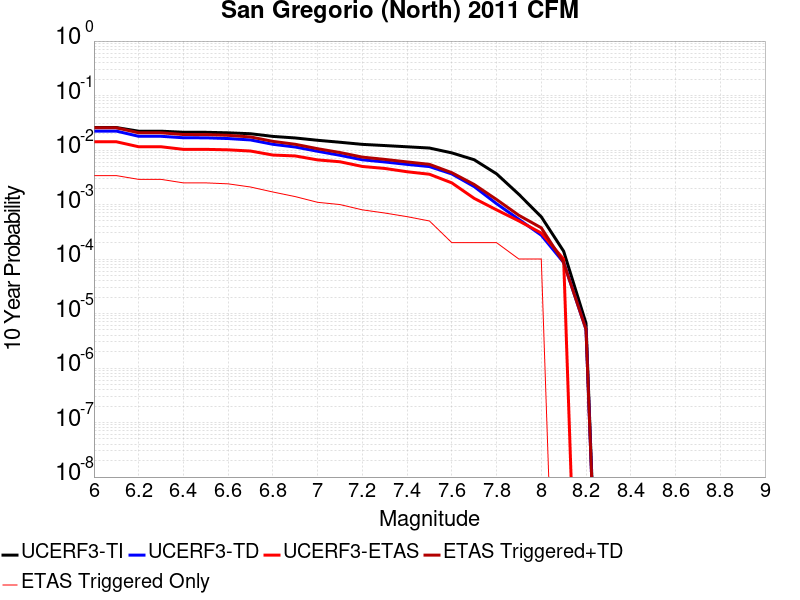 San Gregorio (North) 2011 CFM
10^0
10^-1
10^-2
10^-3
10^-4
10^-5
10^-6
10^-7
10^-8
10 Year Probability
6 6.2 6.4 6.6 6.8 7 7.2 7.4 7.6 7.8 8 8.2 8.4 8.6 8.8 9
Magnitude
UCERF3-TI UCERF3-TD UCERF3-ETAS ETAS Triggered+TD
ETAS Triggered Only